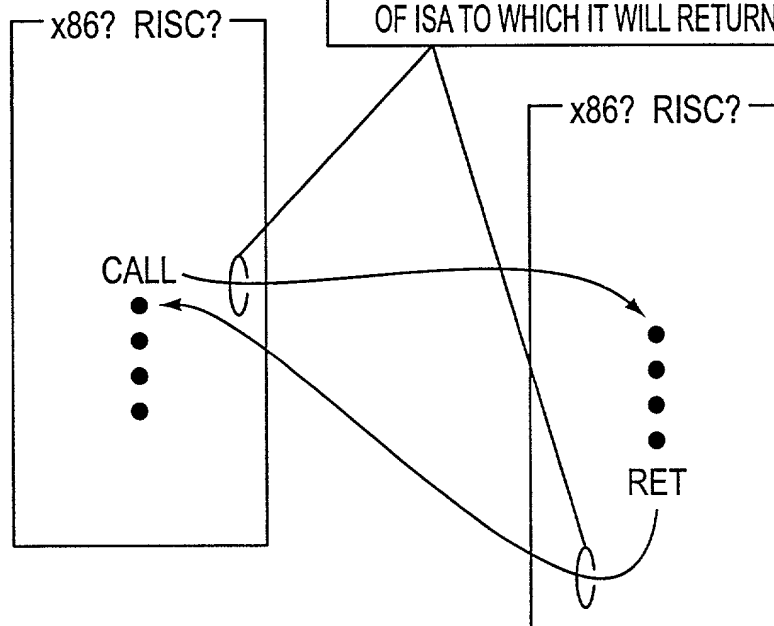 OF ISA TO WHICH IT WILL RETURN
x86? RISC?
x86? RISC?
CALL
RET